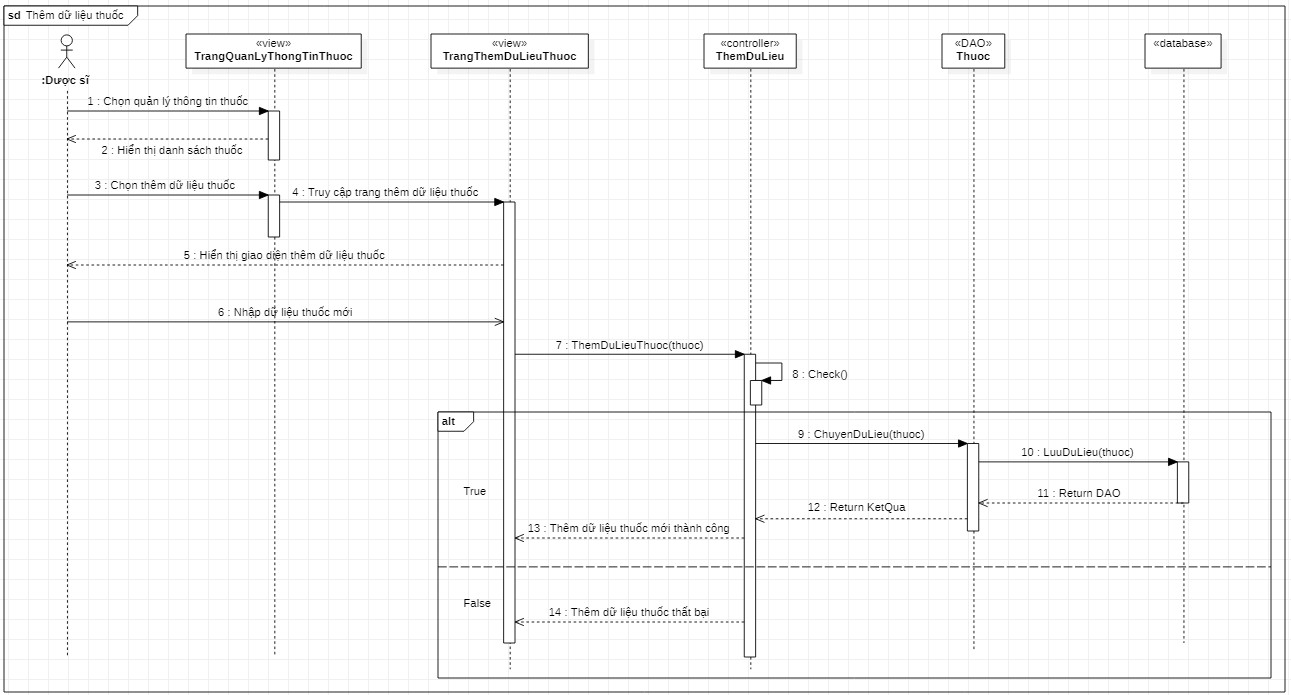 sd Thêm dữ liệu thuốc
:Dược sĩ
«view»
TrangQuanLyThongTinThuoc
«view»
TrangThemDuLieuThuoc
«controller»
ThemDuLieu
«DAO»
Thuoc
«database»
1 : Chọn quản lý thông tin thuốc
2 : Hiển thị danh sách thuốc
3 : Chọn thêm dữ liệu thuốc
4 : Truy cập trang thêm dữ liệu thuốc
5 : Hiển thị giao diện thêm dữ liệu thuốc
6 : Nhập dữ liệu thuốc mới
7 : ThemDuLieuThuoc(thuoc)
8 : Check()
alt
9 : ChuyenDuLieu(thuoc)
10 : LuuDuLieu(thuoc)
True
11 : Return DAO
12 : Return KetQua
13 : Thêm dữ liệu thuốc mới thành công
False
14 : Thêm dữ liệu thuốc thất bại